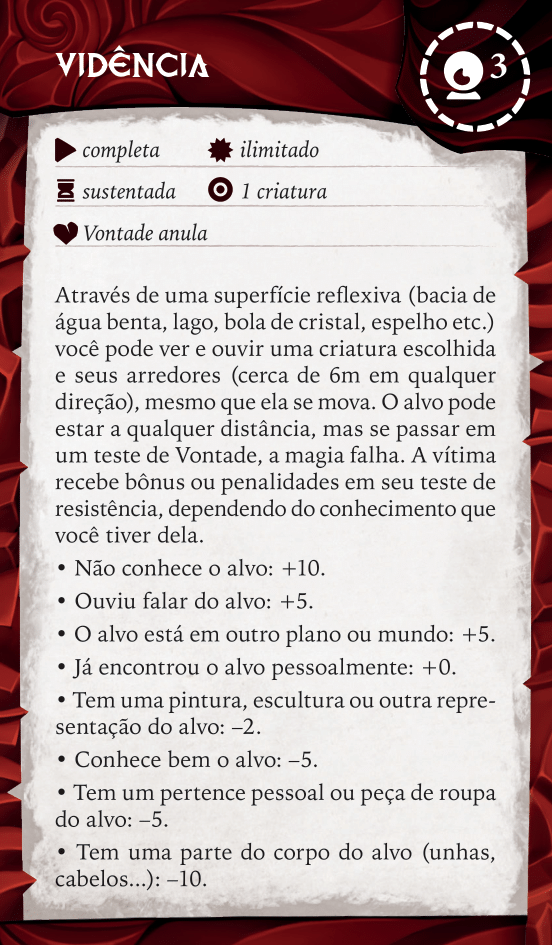 VIDÊNCIA
3
completa
ilimitado
sustentada
1 criatura
Vontade anula
Através de uma superfície reflexiva (bacia de
água benta, lago, bola de cristal, espelho etc.)
você pode ver e ouvir uma criatura escolhida
e seus arredores (cerca de 6m em qualquer
direção), mesmo que ela se mova. O alvo pode
estar a qualquer distância, mas se passar em
um teste de Vontade, a magia falha. A vítima
recebe bônus ou penalidades em seu teste de
resistência, dependendo do conhecimento que
você tiver dela.
• Não conhece o alvo: +10.
• Ouviu falar do alvo: +5.
• O alvo está em outro plano ou mundo: +5.
• Já encontrou o alvo pessoalmente: +0.
• Tem uma pintura, escultura ou outra repre-
sentação do alvo: –2.
• Conhece bem o alvo: –5.
• Tem um pertence pessoal ou peça de roupa
do alvo: –5.
• Tem uma parte do corpo do alvo (unhas,
cabelos...): –10.